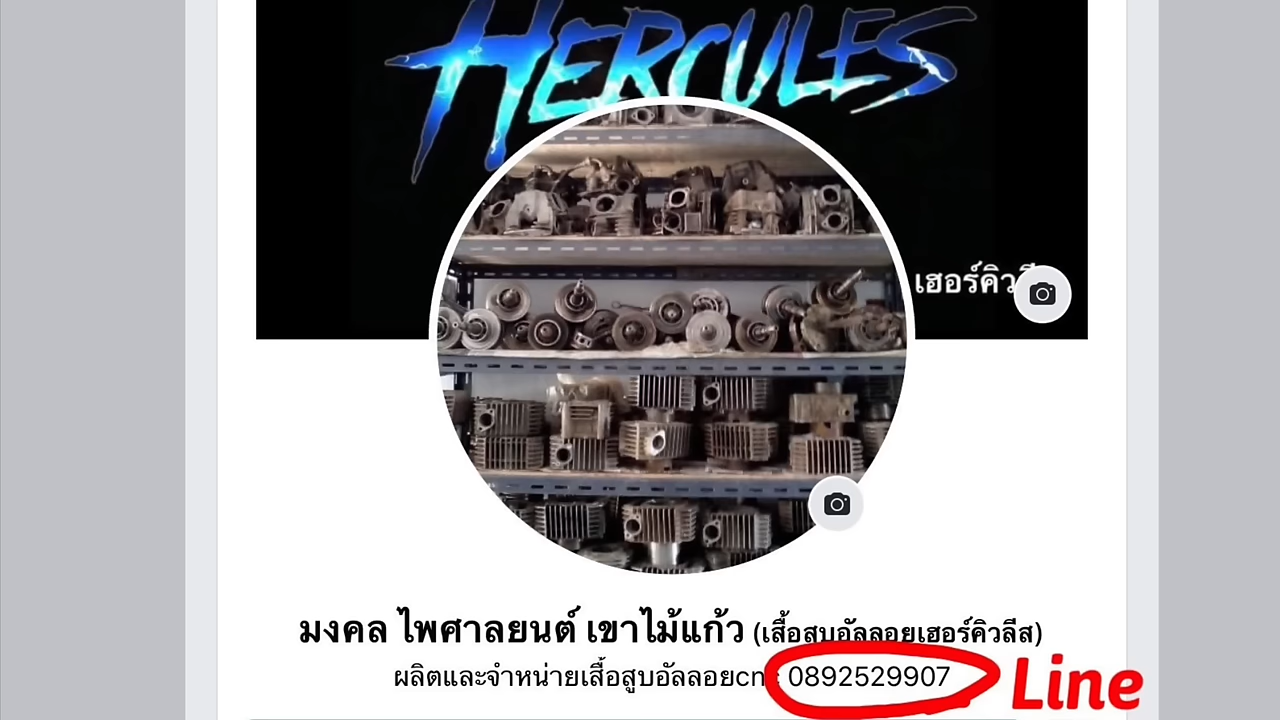 HERCULES
เฮอร์คิวลี
มงคล ไพศาลยนต์ เขาไม้แก้ว (เสื้อสูบอัลลอยเฮอร์คิวลีส)
ผลิตและจำหน่ายเสื้อสูบอัลลอยcnc 0892529907 Line